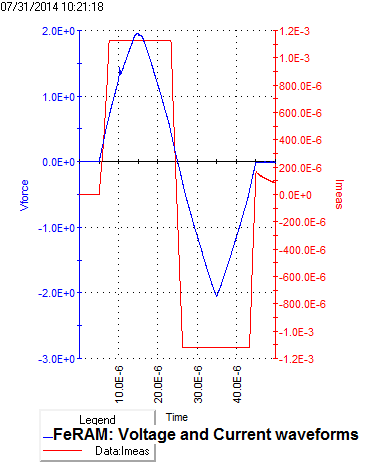 07/31/2014 10:21:18
2.0E+0
1.0E+0
0.0E+0
-1.0E+0
-2.0E+0
-3.0E+0
Vforce
1.2E-3
1.0E-3
800.0E-6
600.0E-6
400.0E-6
200.0E-6
0.0E+0
-200.0E-6
-400.0E-6
-600.0E-6
-800.0E-6
-1.0E-3
-1.2E-3
Imeas
10.0E-6
20.0E-6
30.0E-6
40.0E-6
Time
Legend
FeRAM: Voltage and Current waveforms
Data:Imeas